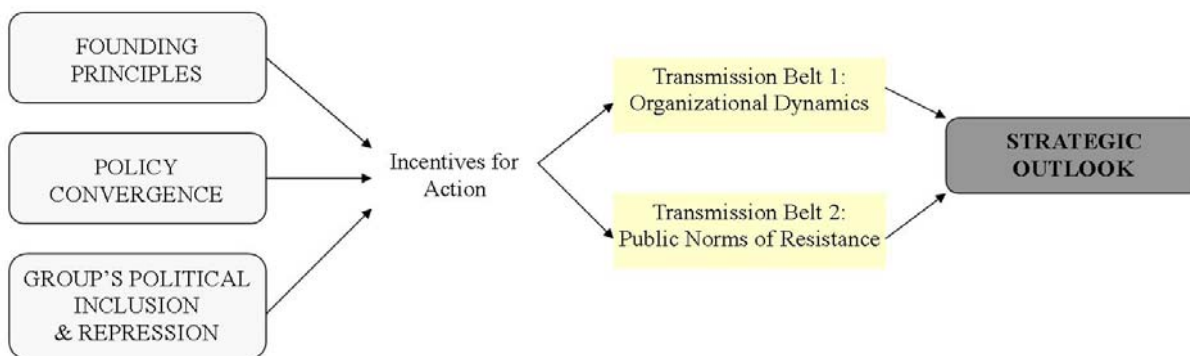 FOUNDING
PRINCIPLES
POLICY
CONVERGENCE
GROUP'S POLITICAL
INCLUSION
& REPRESSION
Incentives for
Action
Transmission Belt 1:
Organizational Dynamics
Transmission Belt 2:
Public Norms of Resistance
STRATEGIC
OUTLOOK